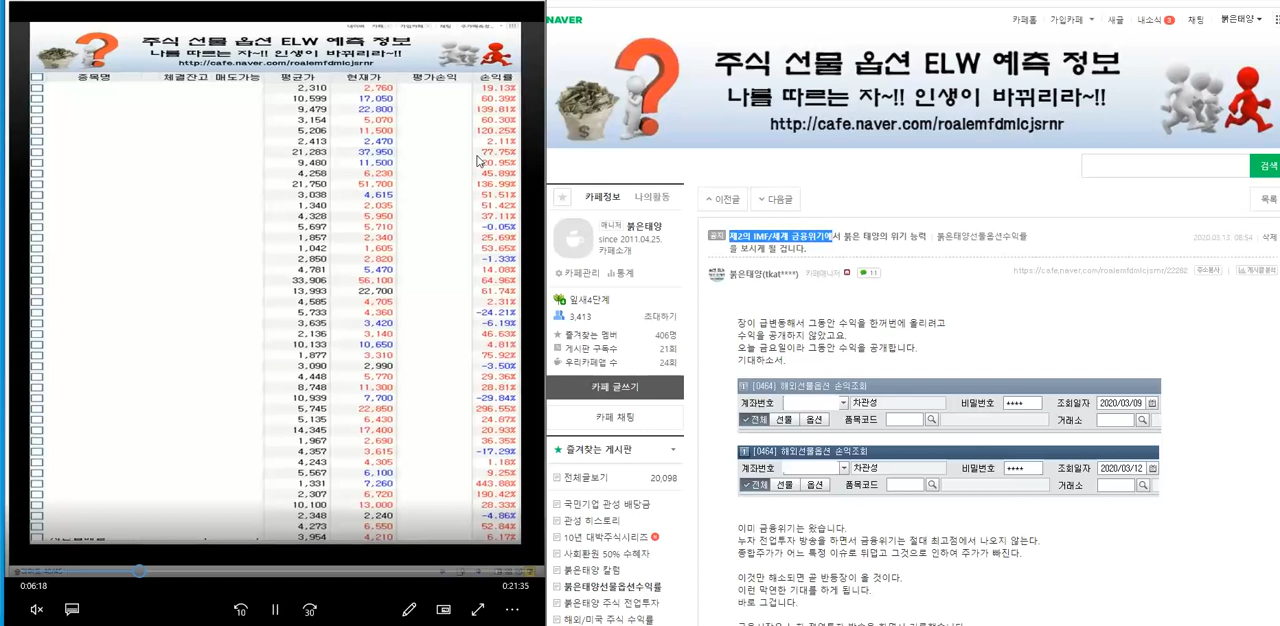 주식 선물 옵션 ELW 예측 정보
나를 따르는 자~!! 인생이 바뀌리라~!!
http://cafe.naver.com/roalemfdmlcjsrnr
종목명 체결잔고 매도가능 평균가 현재가 평가손익 손익률
2,310 2,760 19.13%
10,599 17,050 60.39%
9,479 22,800 139.81%
3,154 5,070 60.30%
5,206 11,500 120.25%
2,413 2,470 2.11%
21,283 37,950 77.75%
9,480 11,500 20.95%
4,258 6,230 45.89%
21,750 51,700 136.99%
3,038 4,615 51.51%
1,340 2,035 51.42%
4,328 5,950 37.11%
5,697 5,710 -0.05%
1,857 2,340 25.69%
1,042 1,605 53.65%
2,850 2,820 -1.33%
4,781 5,470 14.08%
33,906 56,100 64.96%
13,993 22,700 61.74%
4,585 4,705 2.31%
5,733 4,360 -24.21%
3,635 3,420 -6.19%
2,136 3,140 46.63%
10,133 10,650 4.81%
1,877 3,310 75.92%
3,090 2,990 -3.50%
4,448 5,770 29.36%
8,748 11,300 28.81%
10,939 7,700 -29.84%
5,745 22,850 296.55%
5,135 6,430 24.87%
14,345 17,400 20.93%
1,967 2,690 36.35%
4,357 3,615 -17.29%
4,243 4,305 1.18%
5,567 6,100 9.25%
1,331 7,260 443.88%
2,307 6,720 190.42%
10,100 13,000 28.33%
2,348 2,240 -4.86%
4,273 6,550 52.84%
3,954 4,210 6.17%
0:06:18 0:21:35
10 30
NAVER
카페홈 가입카페 새글 내소식 3 채팅 붉은태양
주식 선물 옵션 ELW 예측 정보
나를 따르는 자~!! 인생이 바뀌리라~!!
http://cafe.naver.com/roalemfdmlcjsrnr
검색
카페정보 나의활동
매니저 붉은태양
since 2011.04.25.
카페소개
카페관리 통계
잎새4단계
3,413 초대하기
즐겨찾는 멤버 406명
게시판 구독수 21회
우리카페앱 수 24회
카페 글쓰기
카페 채팅
즐겨찾는 게시판
전체글보기 20,098
국민기업 관성 배당금
관성 히스토리
10년 대박주식시리즈
사회환원 50% 수혜자
붉은태양 칼럼
붉은태양선물옵션수익률
붉은태양 주식 전업투자
해외/미국 주식 수익률
이전글 다음글 목록
공지 제2의 IMF/세계 금융위기에서 붉은 태양의 위기 능력 붉은태양선물옵션수익률 2020.03.13 08:54 삭제
을 보시게 될 겁니다.
붉은태양(tkat****) 카페매니저 11 https://cafe.naver.com/roalemfdmlcjsrnr/22282 주소복사 게시글 분석
장이 급변동해서 그동안 수익을 한꺼번에 올리려고
수익을 공개하지 않았고요.
오늘 금요일이라 그동안 수익을 공개합니다.
기대하소서.
[0464] 해외선물옵션 손익조회
계좌번호 차관성 비밀번호 **** 조회일자 2020/03/09
전체 선물 옵션 품목코드 거래소
[0464] 해외선물옵션 손익조회
계좌번호 차관성 비밀번호 **** 조회일자 2020/03/12
전체 선물 옵션 품목코드 거래소
이미 금융위기는 왔습니다.
누차 전업투자 방송을 하면서 금융위기는 절대 최고점에서 나오지 않는다.
종합주가가 어느 특정 이슈로 뒤덮고 그것으로 인하여 주가가 빠진다.
이것만 해소되면 곧 반등장이 올 것이다.
이런 막연한 기대를 하게 됩니다.
바로 그겁니다.